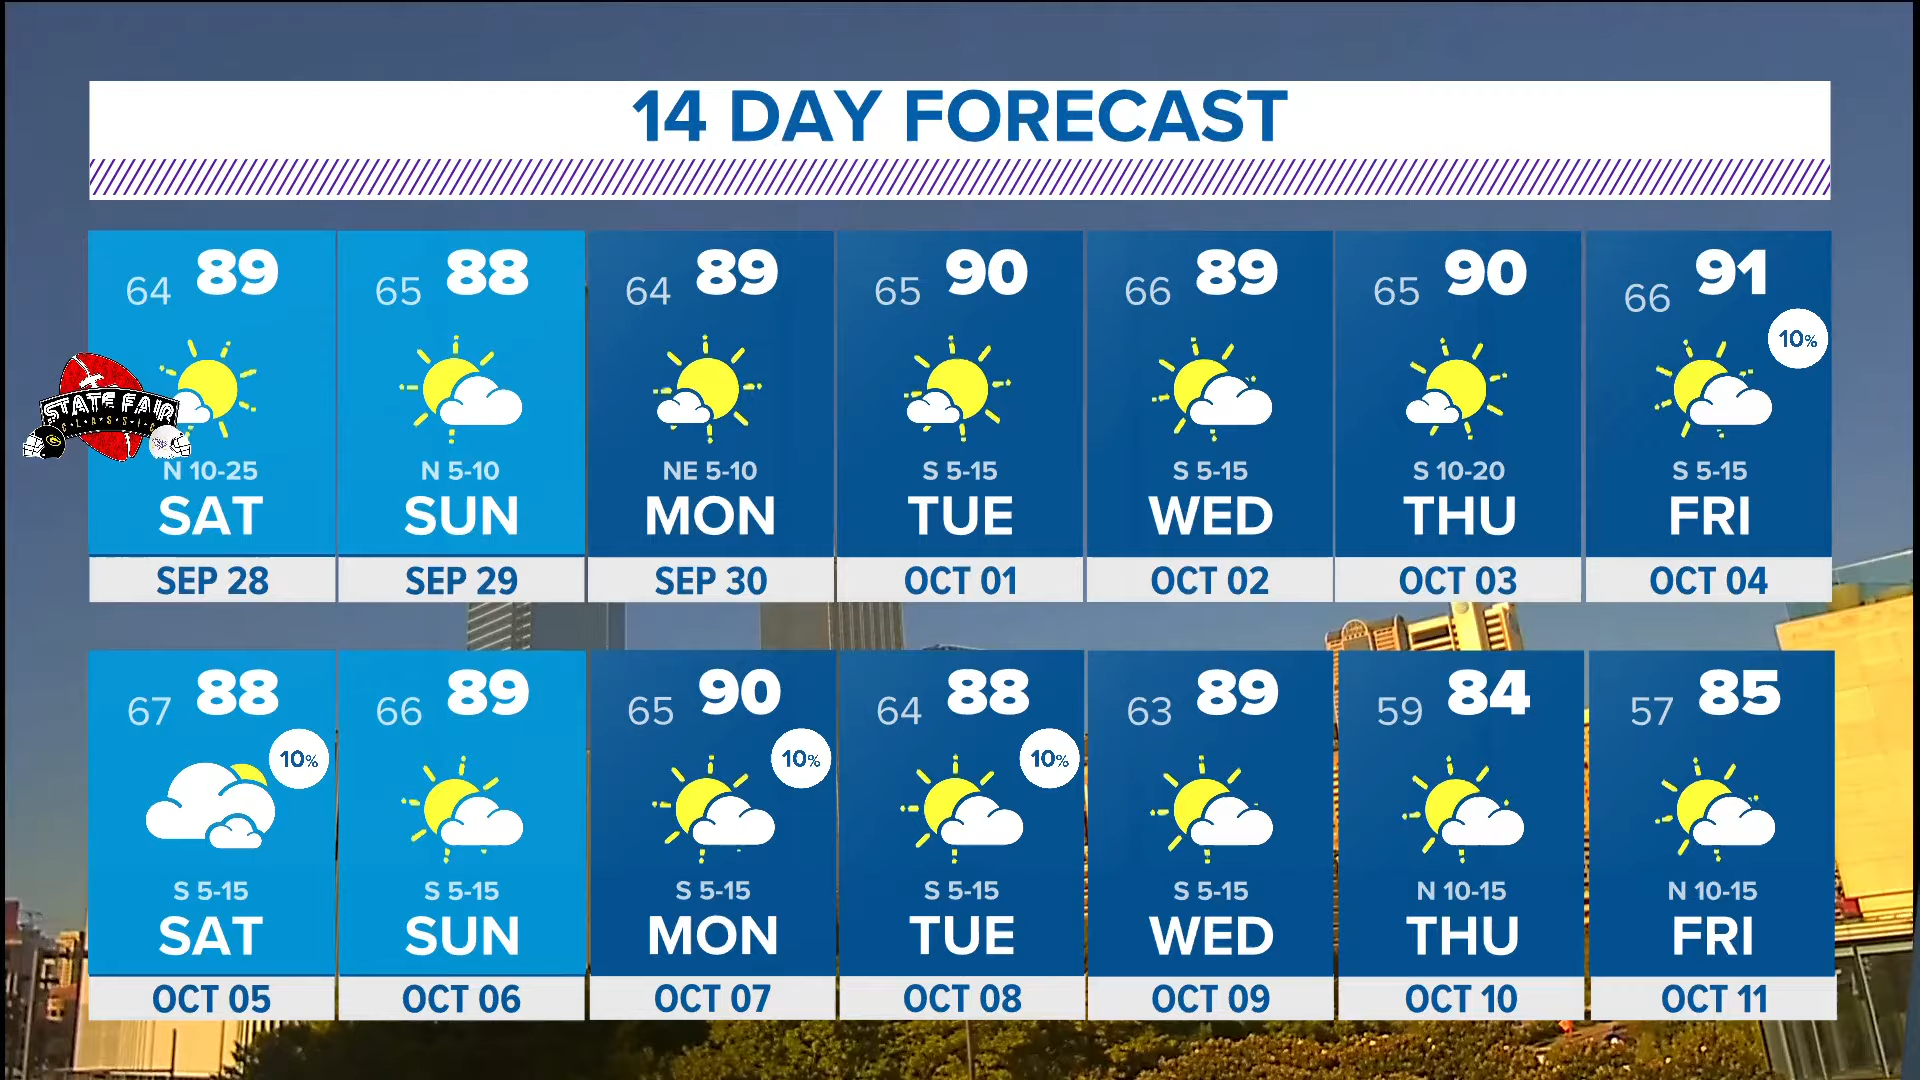 14 DAY FORECAST
64 89
65 88
64 89
65 90
66 89
65 90
66 91
10%
STATE FAIR
CLASSIC
N 10-25
N 5-10
NE 5-10
S 5-15
S 5-15
S 10-20
S 5-15
SAT
SUN
MON
TUE
WED
THU
FRI
SEP 28
SEP 29
SEP 30
OCT 01
OCT 02
OCT 03
OCT 04
67 88
66 89
65 90
64 88
63 89
59 84
57 85
10%
10%
10%
S 5-15
S 5-15
S 5-15
S 5-15
S 5-15
N 10-15
N 10-15
SAT
SUN
MON
TUE
WED
THU
FRI
OCT 05
OCT 06
OCT 07
OCT 08
OCT 09
OCT 10
OCT 11